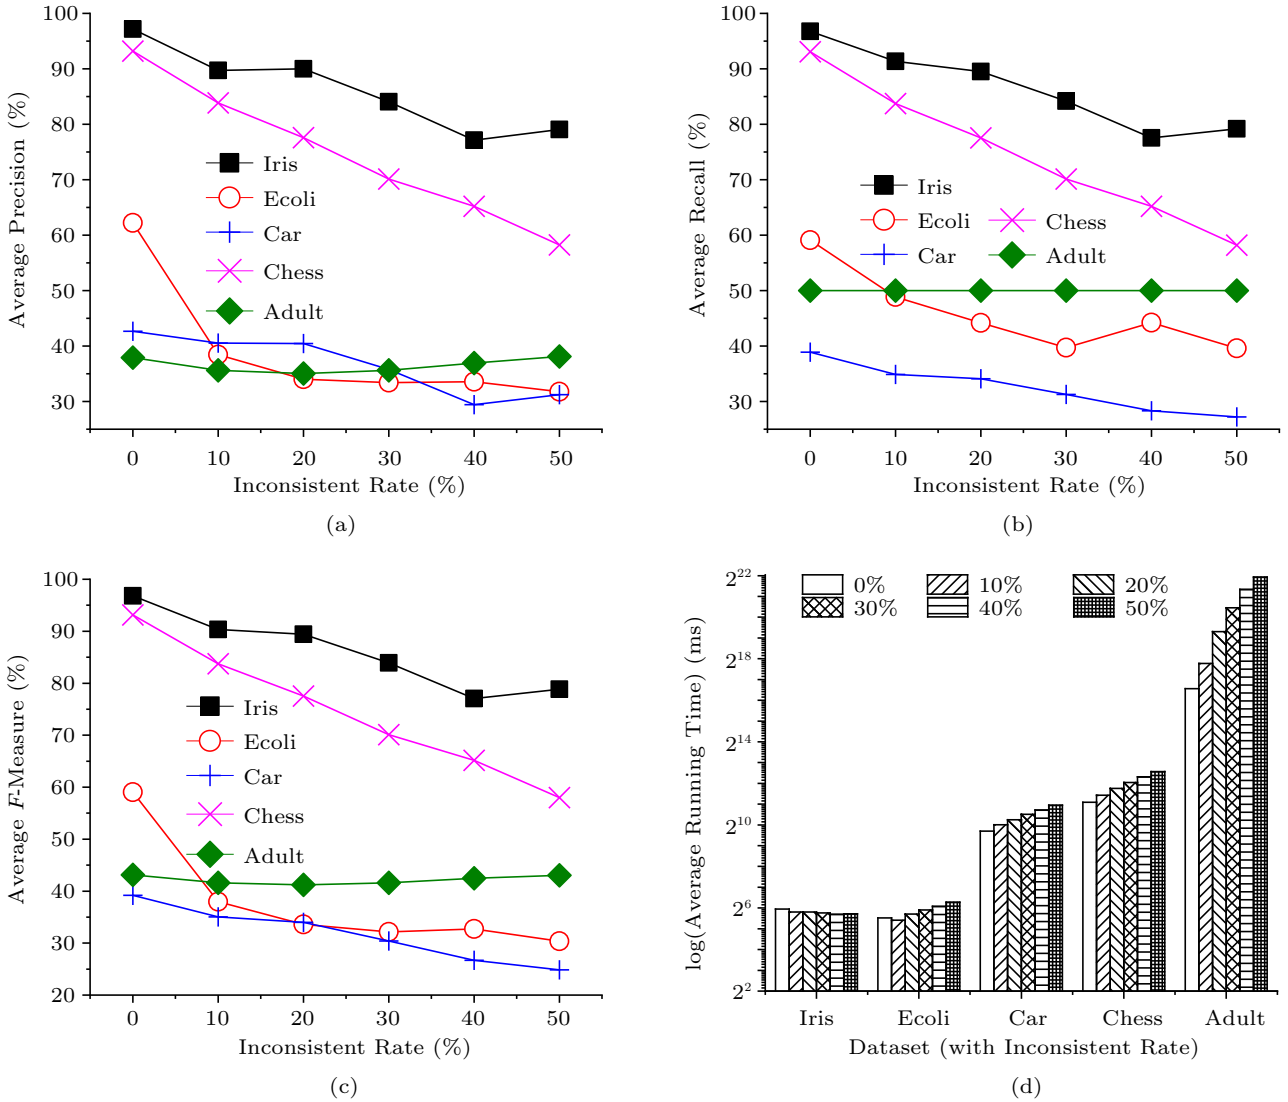 100
90
80
70
60
50
40
30
Average Precision (%)
Iris
Ecoli
Car
Chess
Adult
0 10 20 30 40 50
Inconsistent Rate (%)
(a)
100
90
80
70
60
50
40
30
Average Recall (%)
Iris
Ecoli Chess
Car Adult
0 10 20 30 40 50
Inconsistent Rate (%)
(b)
100
90
80
70
60
50
40
30
20
Average F-Measure (%)
Iris
Ecoli
Car
Chess
Adult
0 10 20 30 40 50
Inconsistent Rate (%)
(c)
2^22
2^18
2^14
2^10
2^6
2^2
log(Average Running Time) (ms)
0% 10% 20%
30% 40% 50%
Iris Ecoli Car Chess Adult
Dataset (with Inconsistent Rate)
(d)